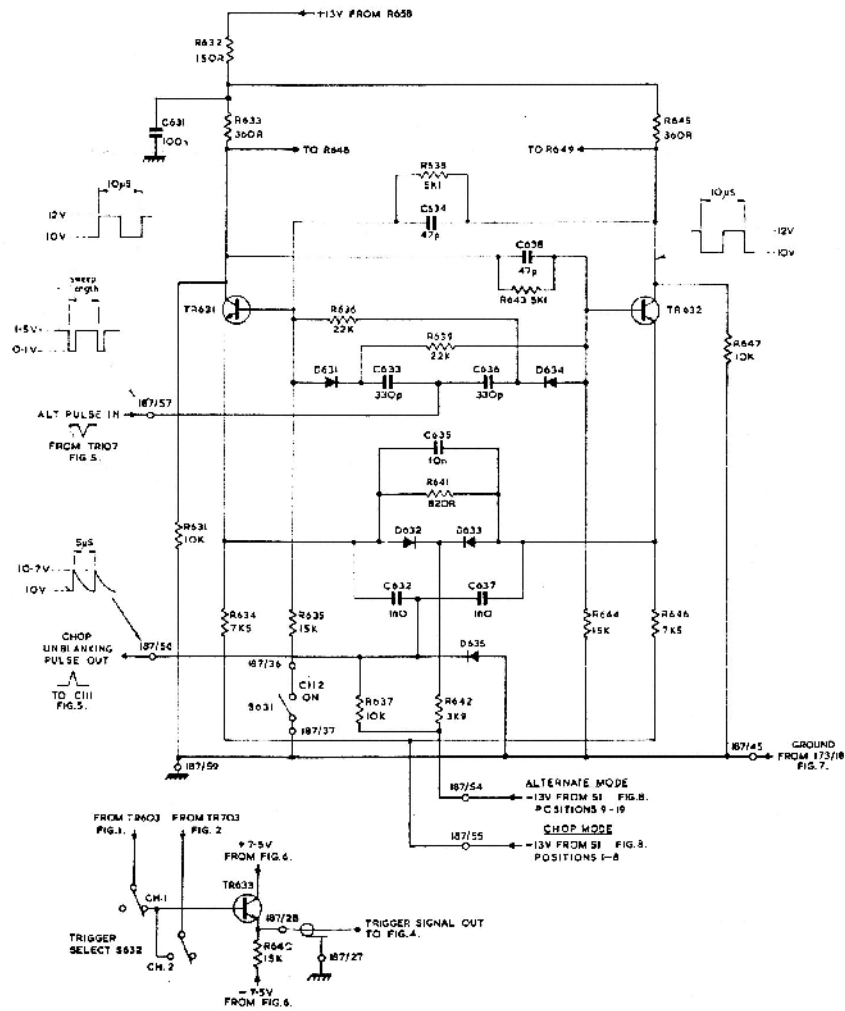 +13V FROM R658
R632
150R
C631
100n
R633
360R
R645
360R
TO R648
TO R649
R638
5K1
C634
47p
10µS
12V
10V
10µS
-12V
-10V
C638
47p
R643 5K1
TR631
TR632
sweep
length
1-5V
0-1V
R636
22K
R639
22K
R647
10K
D631
C633
330p
C636
330p
D634
187/57
ALT PULSE IN
FROM TR107
FIG.5.
C635
10n
R641
820R
R631
10K
D632
D633
5µS
10-7V
10V
C632
C637
R634
7K5
R635
15K
R644
15K
R646
7K5
CHOP
UNBLANKING
PULSE OUT
TO C111
FIG.5.
D635
187/36
CH 2
ON
S631
187/37
R637
10K
R642
3K9
187/59
187/45
GROUND
FROM 173/18
FIG.7.
187/54
ALTERNATE MODE
-13V FROM S1 FIG.8.
POSITIONS 9-19
187/55
CHOP MODE
-13V FROM S1 FIG.8.
POSITIONS 1-8
FROM TR603
FIG.1.
FROM TR703
FIG.2
+7-5V
FROM FIG.6.
TR633
CH.1
187/28
TRIGGER SIGNAL OUT
TO FIG.4.
TRIGGER
SELECT S632
CH.2
R640
15K
187/27
-7-5V
FROM FIG.6.